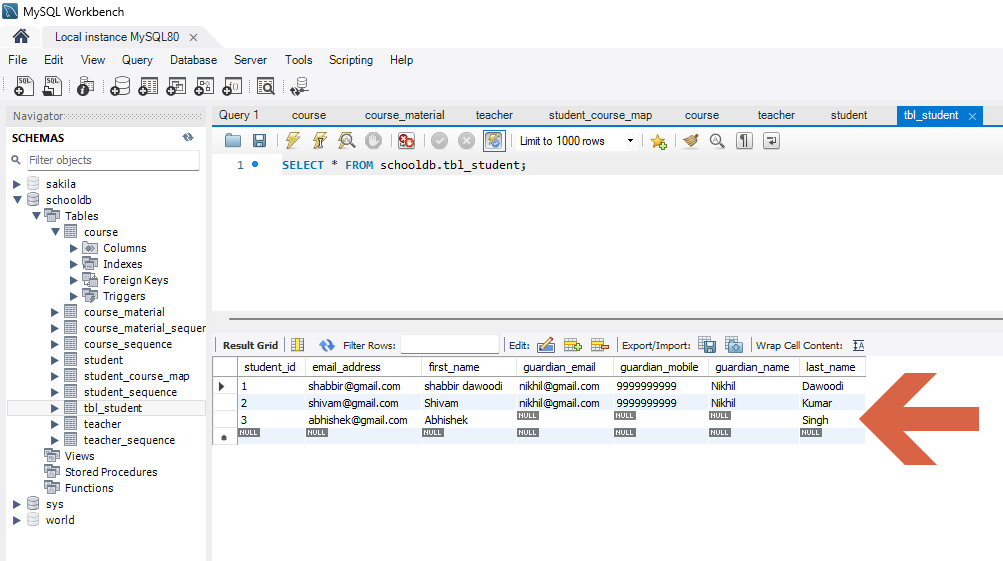 MySQL Workbench
Local instance MySQL80
File Edit View Query Database Server Tools Scripting Help
Navigator
SCHEMAS
Filter objects
sakila
schooldb
Tables
course
Columns
Indexes
Foreign Keys
Triggers
course_material
course_material_sequer
course_sequence
student
student_course_map
student_sequence
tbl_student
teacher
teacher_sequence
Views
Stored Procedures
Functions
sys
world
Query 1 course course_material teacher student_course_map course teacher student tbl_student
Limit to 1000 rows
1 SELECT * FROM schooldb.tbl_student;
Result Grid Filter Rows: Edit: Export/Import: Wrap Cell Content: IA
student_id email_address first_name guardian_email guardian_mobile guardian_name last_name
1 shabbir@gmail.com shabbir dawoodi nikhil@gmail.com 9999999999 Nikhil Dawoodi
2 shivam@gmail.com Shivam nikhil@gmail.com 9999999999 Nikhil Kumar
3 abhishek@gmail.com Abhishek NULL NULL NULL Singh
NULL NULL NULL NULL NULL NULL NULL